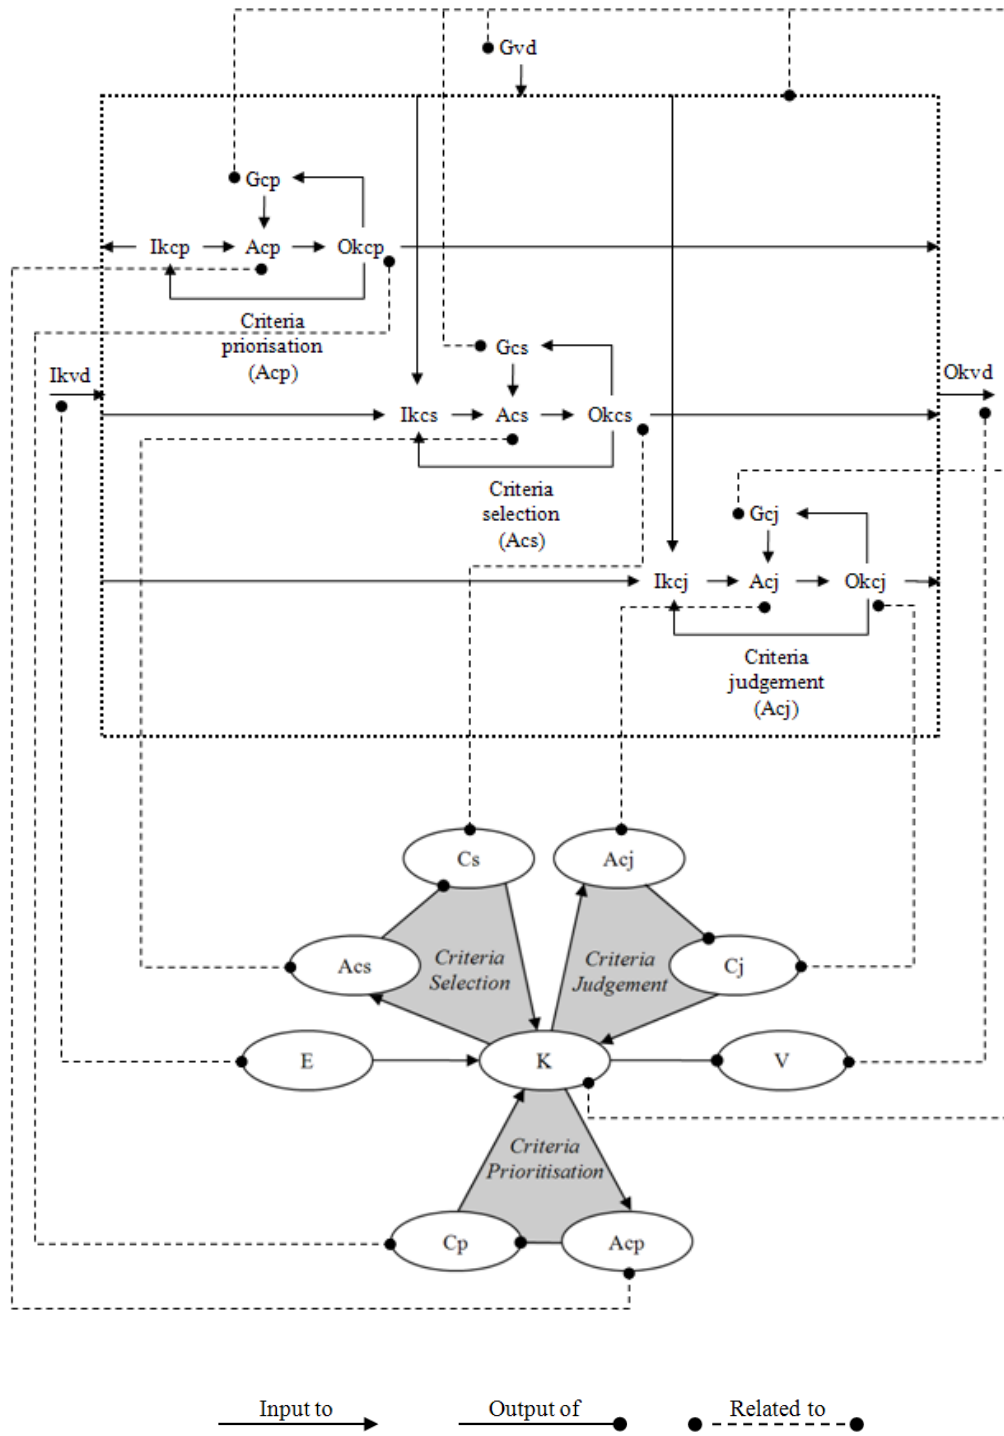 Gvd
Gcp
Ikcp Acp Okcp
Criteria
priorisation
(Acp)
Gcs
Ikvd
Okvd
Ikcs Acs Okcs
Criteria
selection
(Acs)
Gcj
Ikcj Acj Okcj
Criteria
judgement
(Acj)
Cs
Acj
Acs
Criteria
Selection
Criteria
Judgement
Cj
E
K
V
Criteria
Prioritisation
Cp
Acp
Input to
Output of
Related to